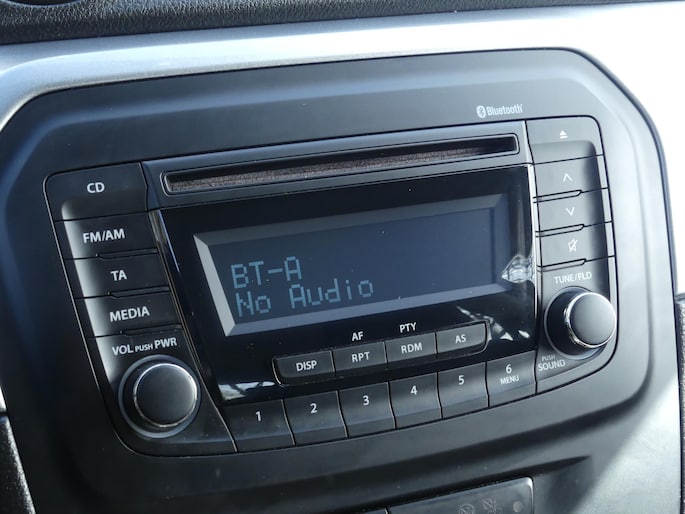 Bluetooth
CD
FM/AM
TA
MEDIA
VOL PUSH PWR
BT-A
No Audio
TUNE/FLD
PUSH
SOUND
AF
PTY
DISP
RPT
RDM
AS
1
2
3
4
5
6
MENU